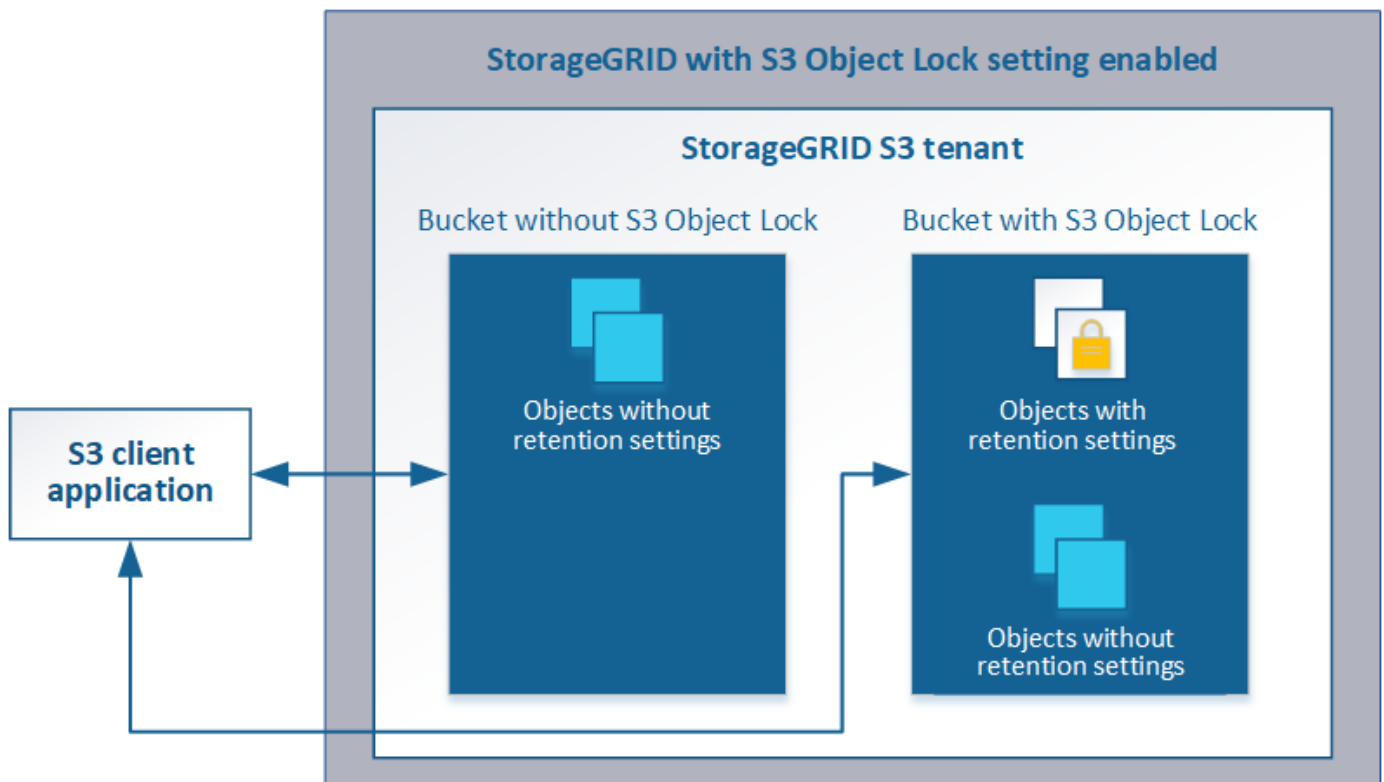 StorageGRID with S3 Object Lock setting enabled
StorageGRID S3 tenant
Bucket without S3 Object Lock
Bucket with S3 Object Lock
Objects without
retention settings
Objects with
retention settings
S3 client
application
Objects without
retention settings